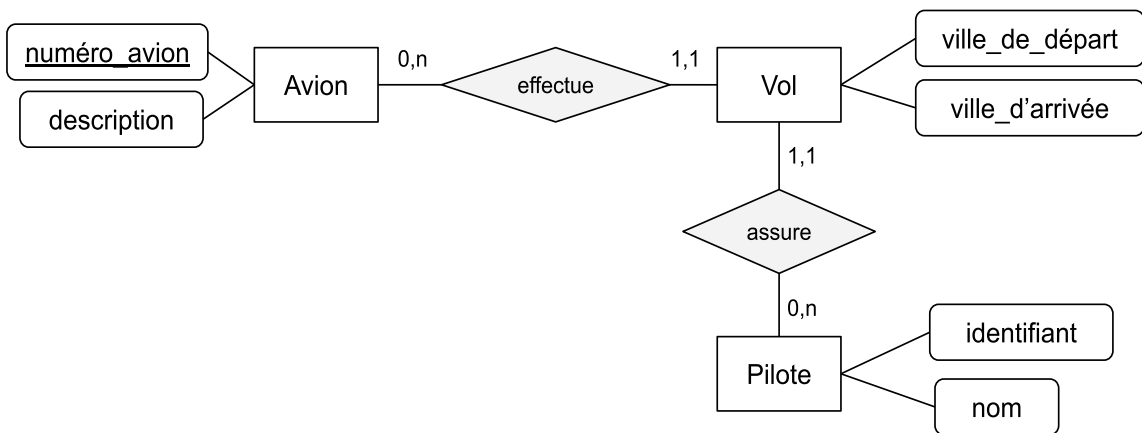 numéro_avion
description
Avion
0,n
effectue
1,1
Vol
ville_de_départ
ville_d’arrivée
1,1
assure
0,n
Pilote
identifiant
nom